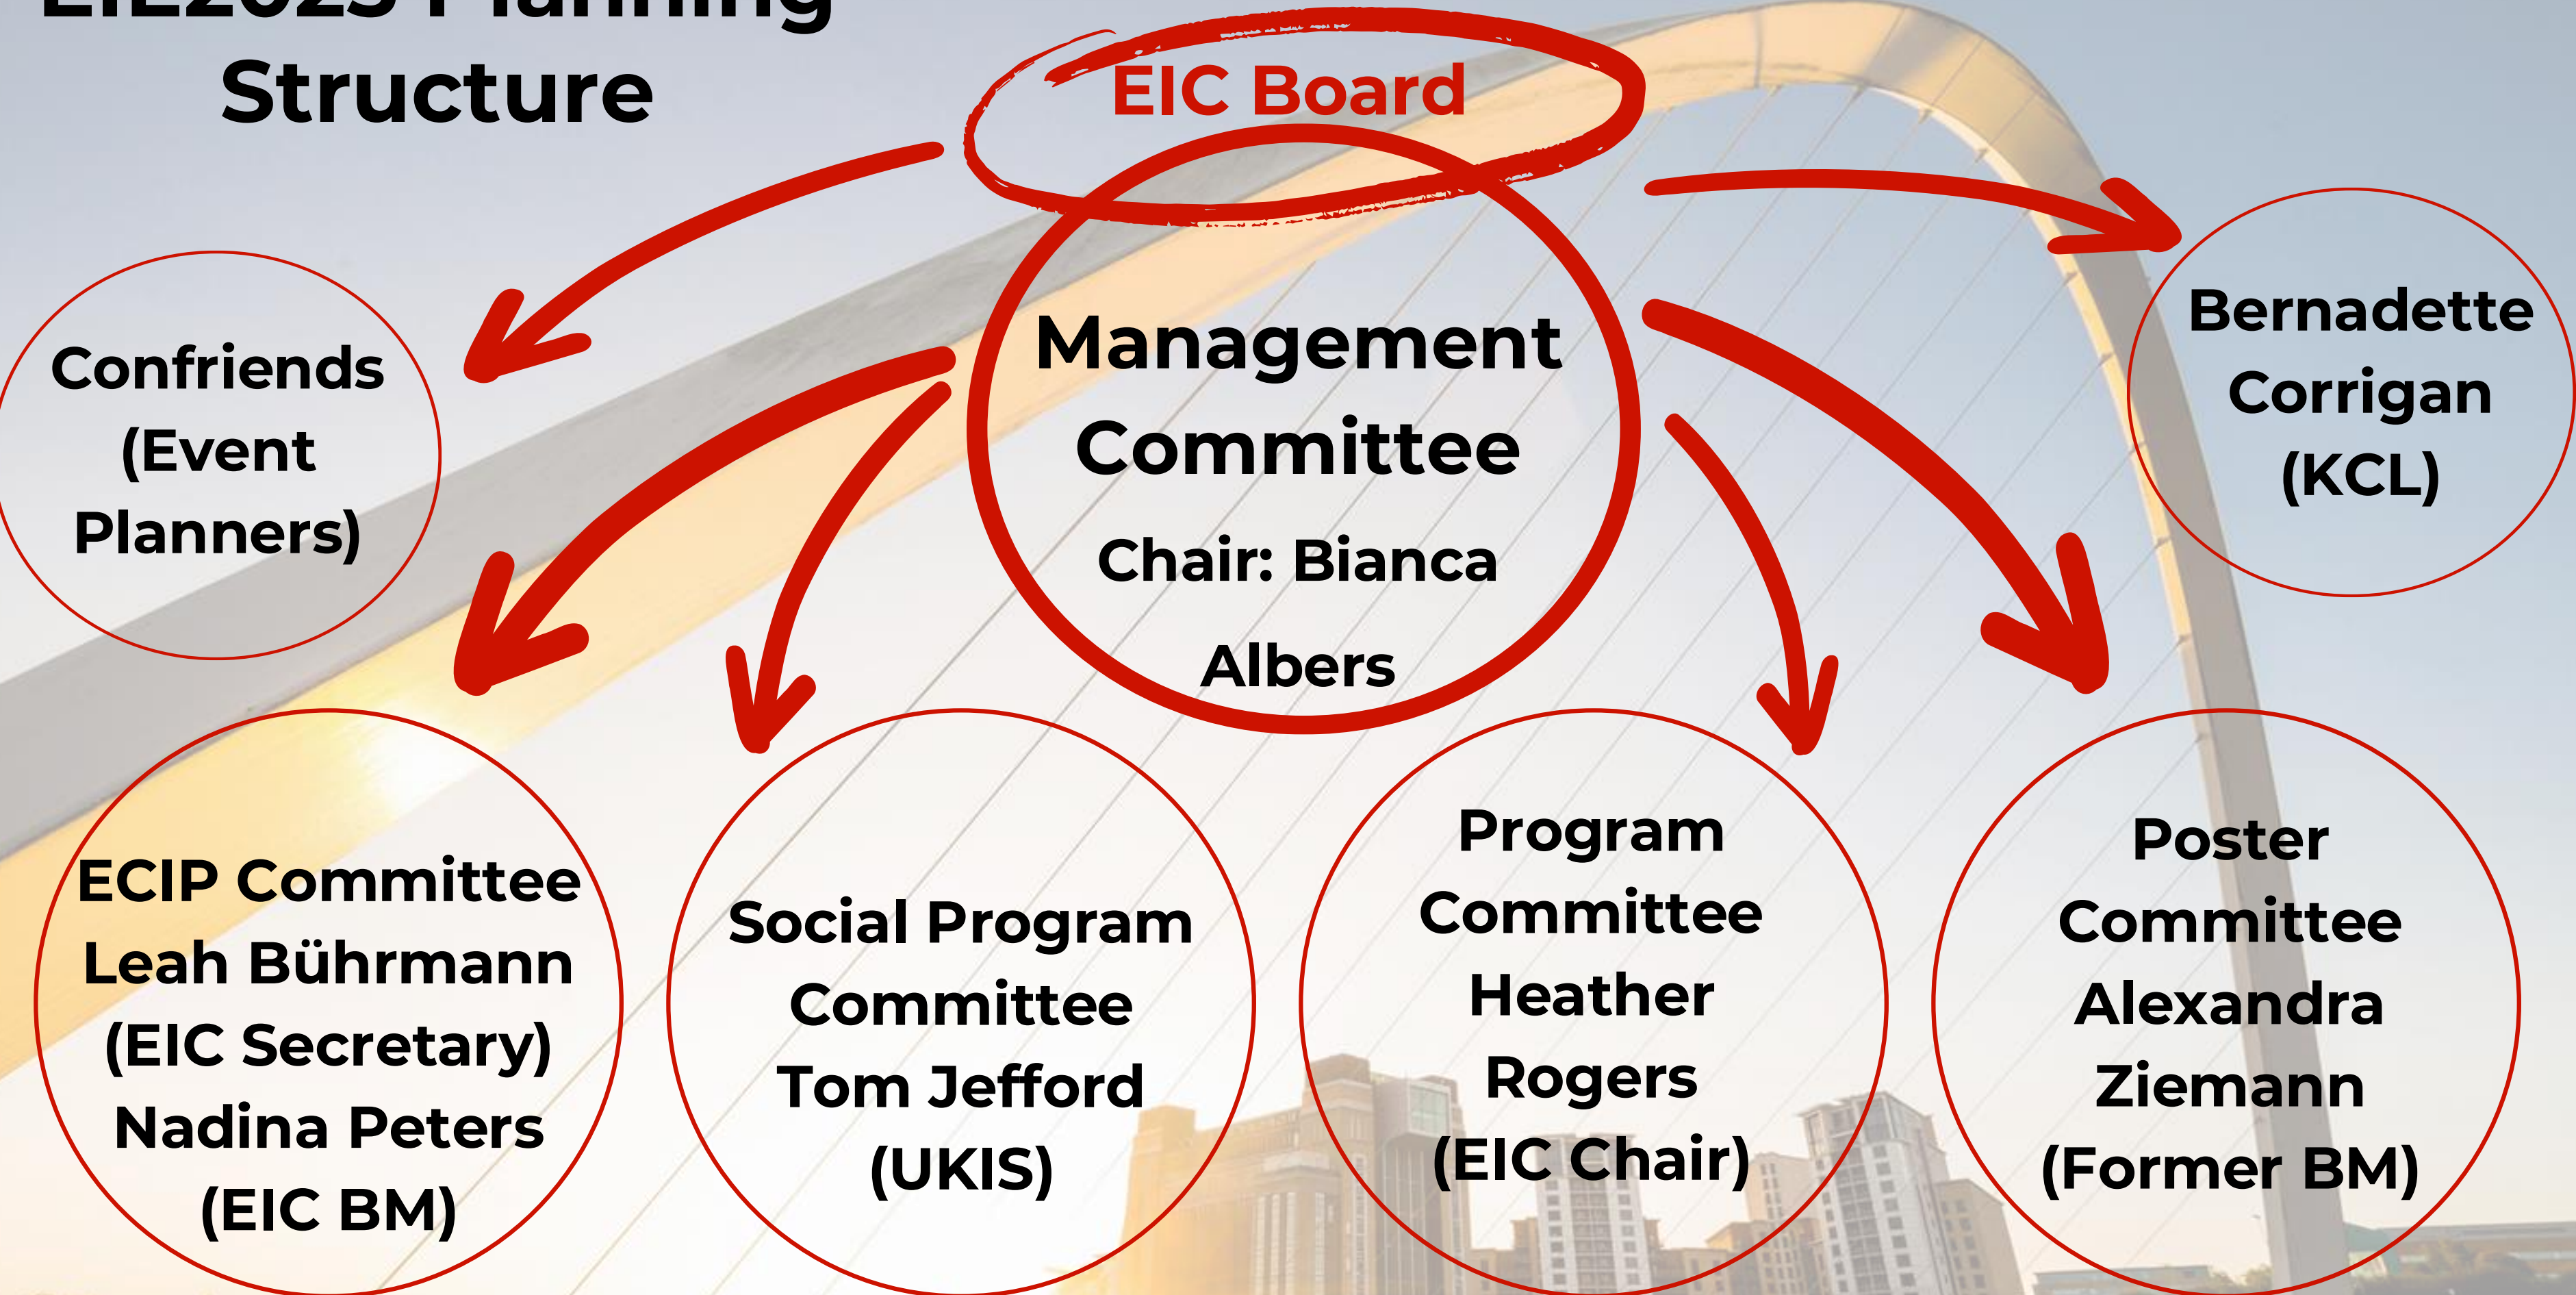 Planning
Structure
EIC Board
Management
Committee
Chair: Bianca
Albers
Confriends
(Event
Planners)
Bernadette
Corrigan
(KCL)
ECIP Committee
Leah Bührmann
(EIC Secretary)
Nadina Peters
(EIC BM)
Social Program
Committee
Tom Jefford
(UKIS)
Program
Committee
Heather
Rogers
(EIC Chair)
Poster
Committee
Alexandra
Ziemann
(Former BM)